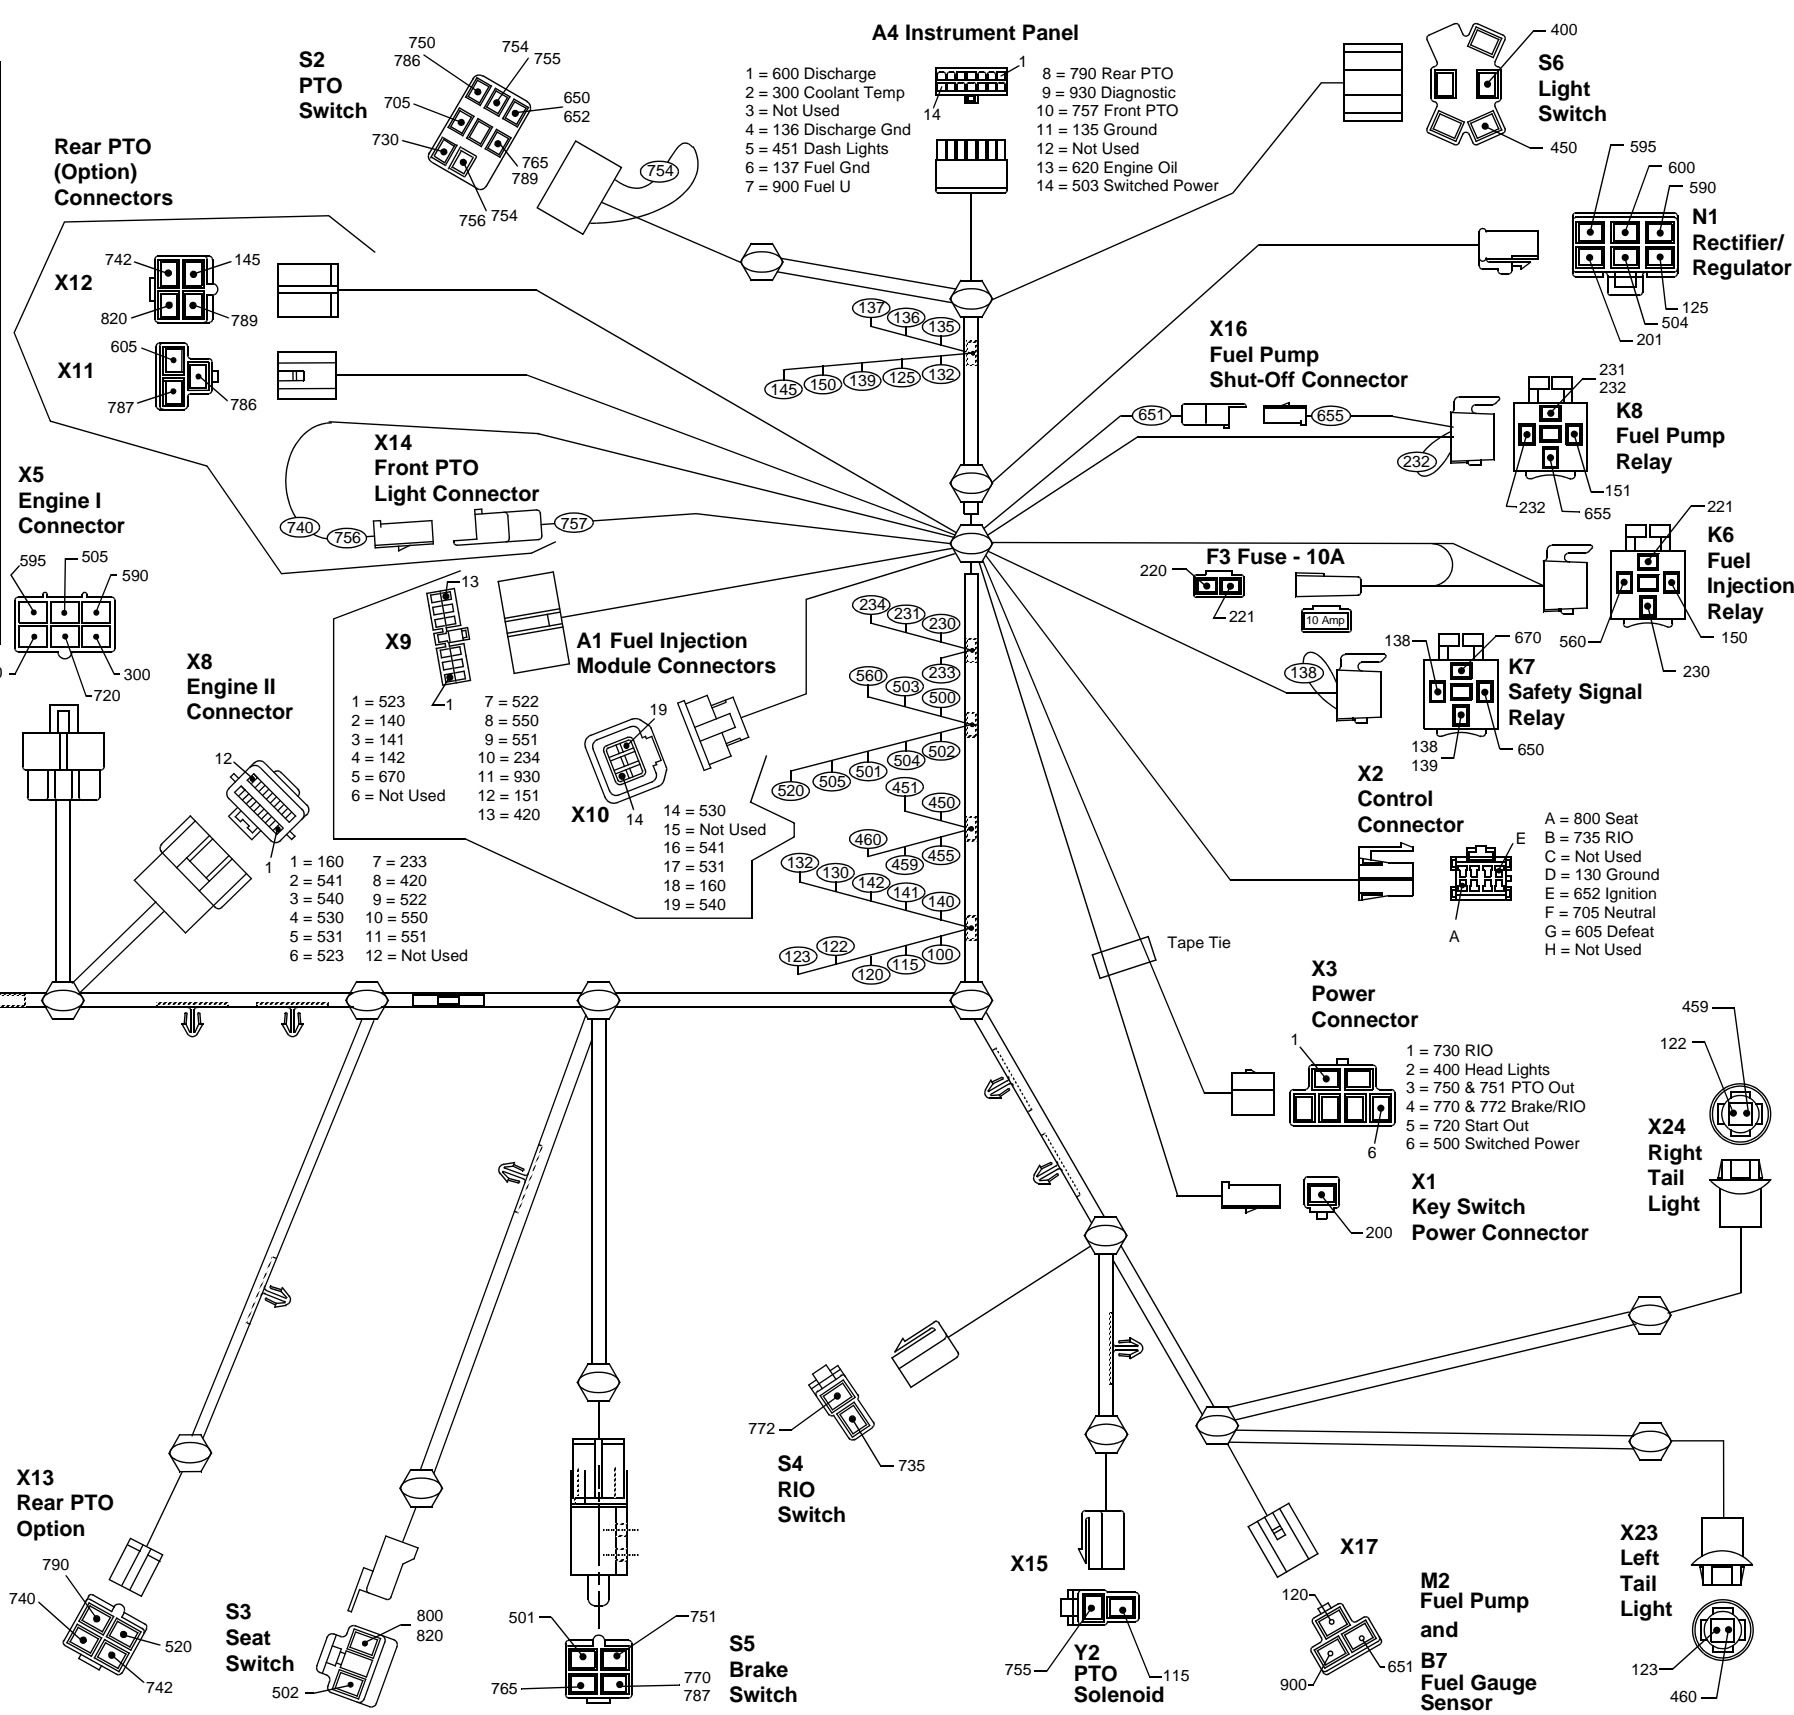 A4 Instrument Panel
1 = 600 Discharge
2 = 300 Coolant Temp
3 = Not Used
4 = 136 Discharge Gnd
5 = 451 Dash Lights
6 = 137 Fuel Gnd
7 = 900 Fuel U
1
14
8 = 790 Rear PTO
9 = 930 Diagnostic
10 = 757 Front PTO
11 = 135 Ground
12 = Not Used
13 = 620 Engine Oil
14 = 503 Switched Power
S2
PTO
Switch
750
786
754
755
705
650
652
730
765
789
756
754
754
S6
Light
Switch
400
450
N1
Rectifier/
Regulator
595
600
590
125
504
201
Rear PTO
(Option)
Connectors
X12
742
145
820
789
X11
605
787
786
137
136
135
145
150
139
125
132
X16
Fuel Pump
Shut-Off Connector
651
655
232
231
232
K8
Fuel Pump
Relay
151
232
655
X14
Front PTO
Light Connector
740
756
757
X5
Engine I
Connector
595
505
590
300
720
F3 Fuse - 10A
220
221
10 Amp
221
K6
Fuel
Injection
Relay
560
150
230
X9
13
1
A1 Fuel Injection
Module Connectors
1 = 523
2 = 140
3 = 141
4 = 142
5 = 670
6 = Not Used
7 = 522
8 = 550
9 = 551
10 = 234
11 = 930
12 = 151
13 = 420
X10
19
14
14 = 530
15 = Not Used
16 = 541
17 = 531
18 = 160
19 = 540
X8
Engine II
Connector
12
1
1 = 160
2 = 541
3 = 540
4 = 530
5 = 531
6 = 523
7 = 233
8 = 420
9 = 522
10 = 550
11 = 551
12 = Not Used
234
231
230
233
560
503
500
520
505
501
504
502
451
450
460
459
455
132
130
142
141
140
123
122
120
115
100
138
138
670
K7
Safety Signal
Relay
138
139
650
X2
Control
Connector
E
A
A = 800 Seat
B = 735 RIO
C = Not Used
D = 130 Ground
E = 652 Ignition
F = 705 Neutral
G = 605 Defeat
H = Not Used
Tape Tie
X3
Power
Connector
1
6
1 = 730 RIO
2 = 400 Head Lights
3 = 750 & 751 PTO Out
4 = 770 & 772 Brake/RIO
5 = 720 Start Out
6 = 500 Switched Power
X1
Key Switch
Power Connector
200
459
122
X24
Right
Tail
Light
772
735
S4
RIO
Switch
X13
Rear PTO
Option
790
740
520
742
S3
Seat
Switch
800
820
502
501
751
765
770
787
S5
Brake
Switch
X15
755
115
Y2
PTO
Solenoid
X17
120
900
651
M2
Fuel Pump
and
B7
Fuel Gauge
Sensor
X23
Left
Tail
Light
123
460